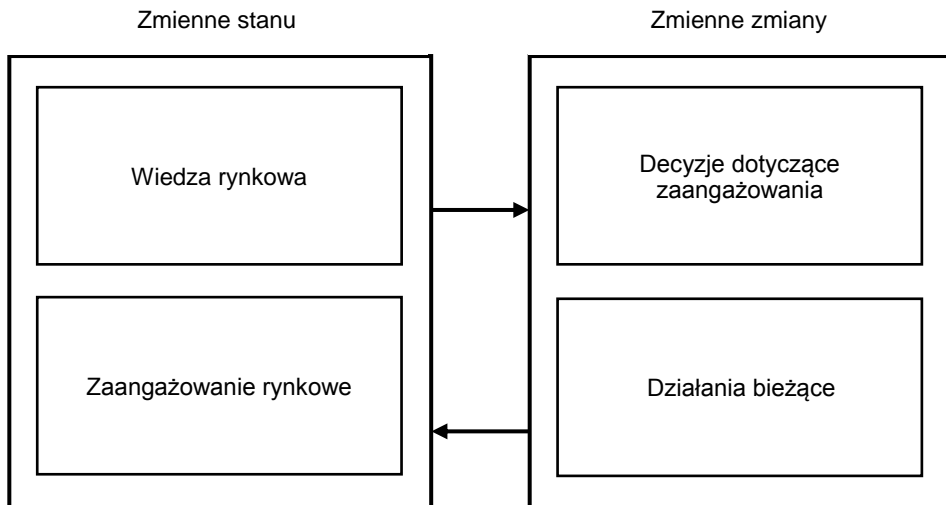 Zmienne stanu
Zmienne zmiany
Wiedza rynkowa
Decyzje dotyczące
zaangażowania
Zaangażowanie rynkowe
Działania bieżące